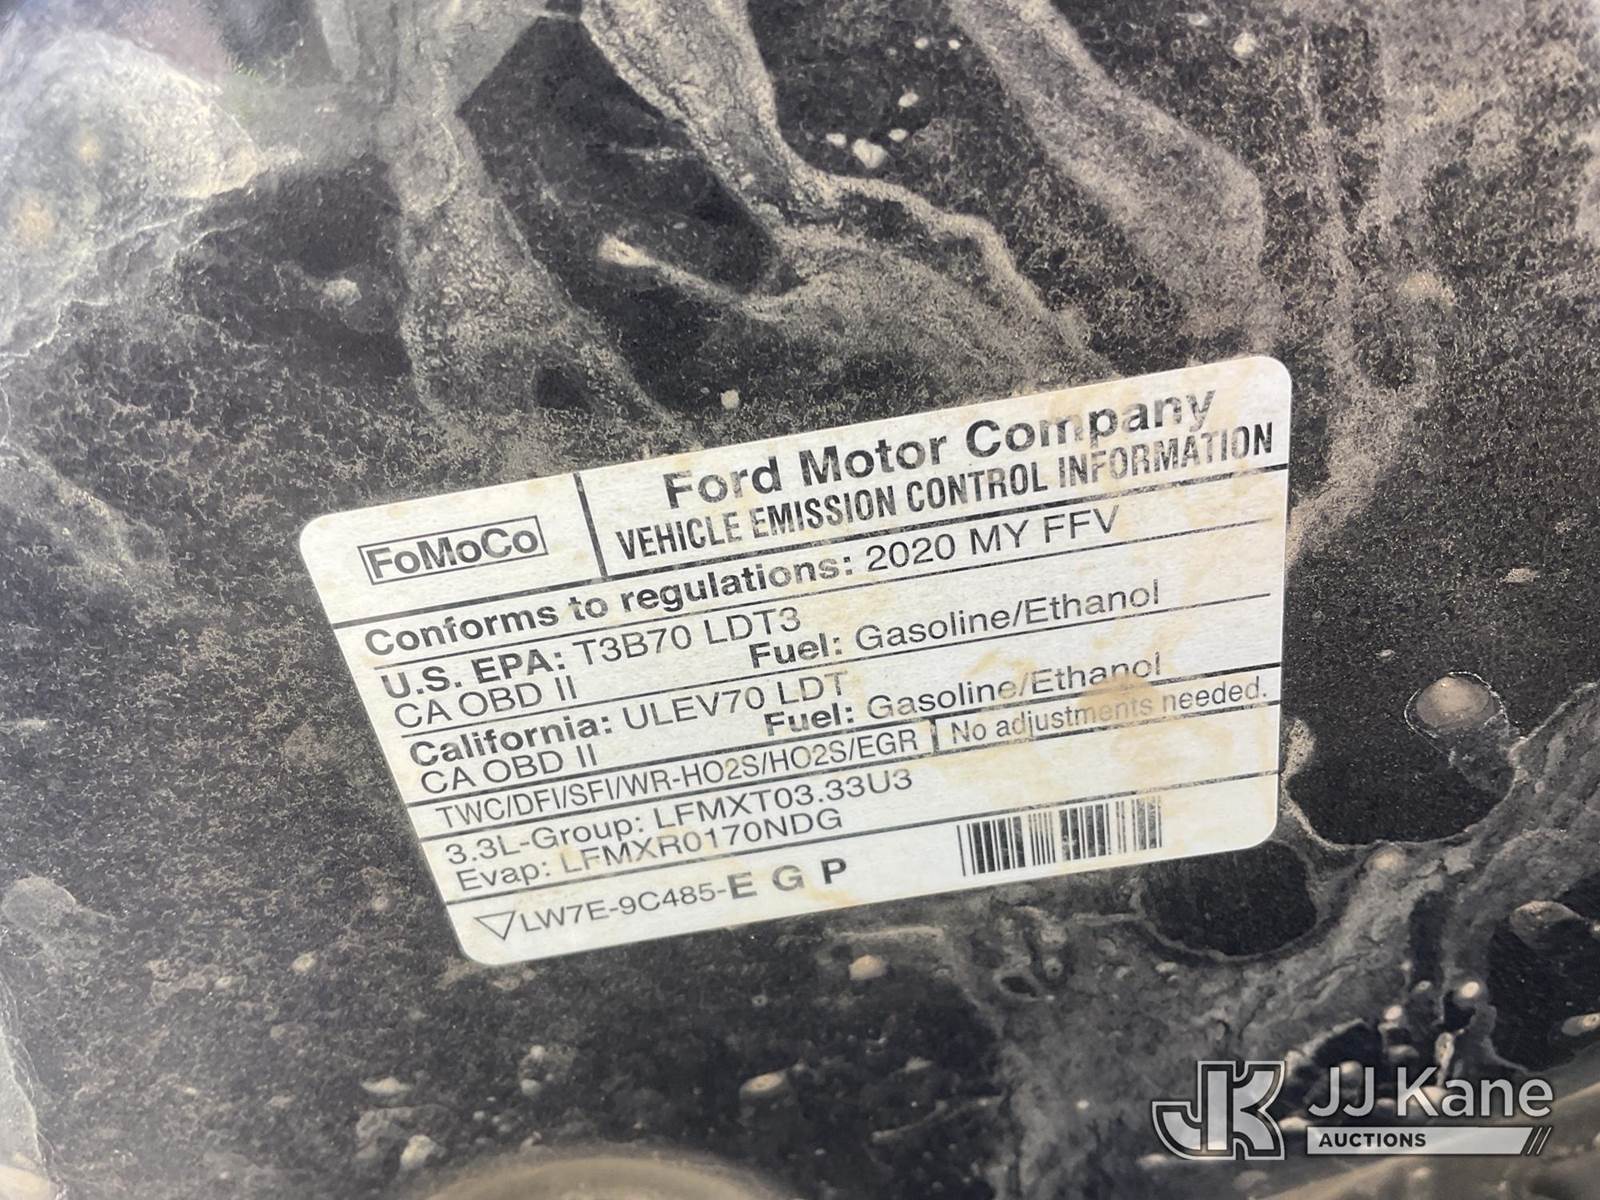 FoMoCo
Ford Motor Company
VEHICLE EMISSION CONTROL INFORMATION
Conforms to regulations: 2020 MY FFV
U.S. EPA: T3B70 LDT3
CA OBD II Fuel: Gasoline/Ethanol
California: ULEV70 LDT
CA OBD II Fuel: Gasoline/Ethanol
TWC/DFI/SFI/WR-HO2S/HO2S/EGR No adjustments needed.
3.3L-Group: LFMXT03.33U3
Evap: LFMXR0170NDG
LW7E-9C485-E G P
JK JJ Kane
AUCTIONS